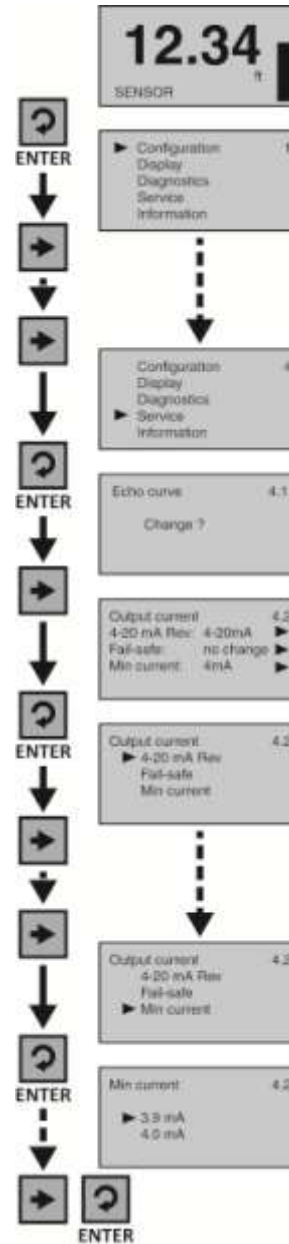 12.34
ft
SENSOR
ENTER
Configuration
Display
Diagnostics
Service
Information
Configuration
Display
Diagnostics
Service
Information
ENTER
Echo curve 4.1
Change ?
Output current 4.2
4-20 mA Rev: 4-20mA
Fail-safe: no change
Min current: 4mA
ENTER
Output current 4.2
4-20 mA Rev
Fail-safe
Min current
Output current 4.2
4-20 mA Rev
Fail-safe
Min current
ENTER
Min current 4.2
3.9 mA
4.0 mA
ENTER